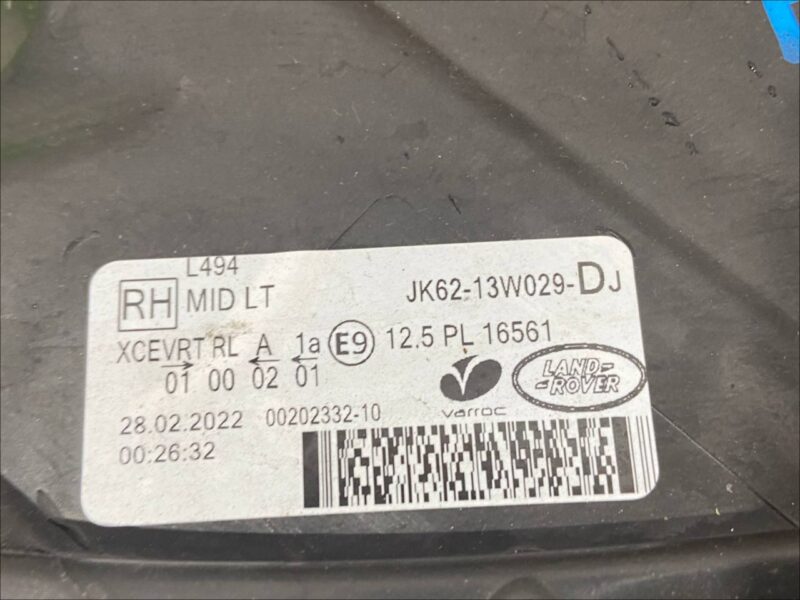 L494
RH MID LT JK62-13W029-DJ
XCEVRT RL A 1a E9 12.5 PL 16561
01 00 02 01
varroc
LAND-
-ROVER
28.02.2022 00202332-10
00:26:32